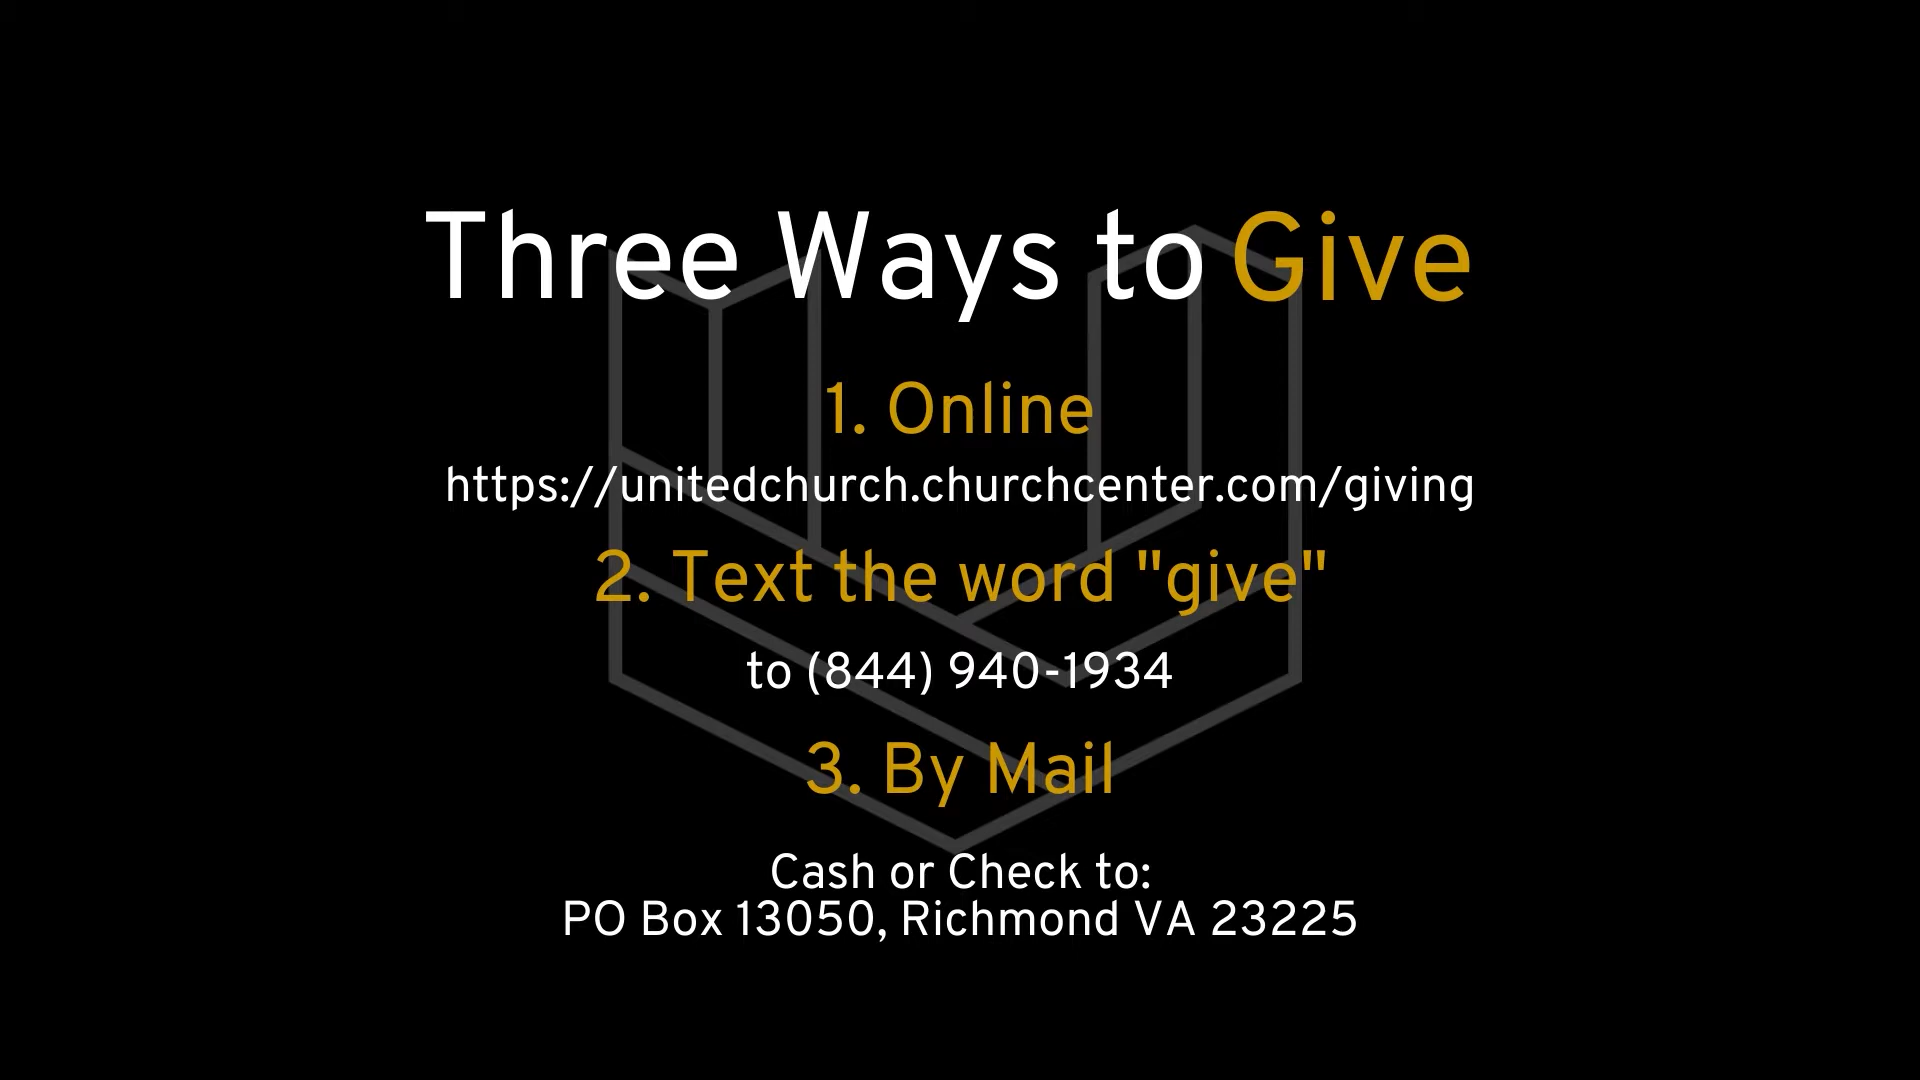 Three Ways to Give
1. Online
https://unitedchurch.churchcenter.com/giving
2. Text the word "give"
to (844) 940-1934
3. By Mail
Cash or Check to:
PO Box 13050, Richmond VA 23225